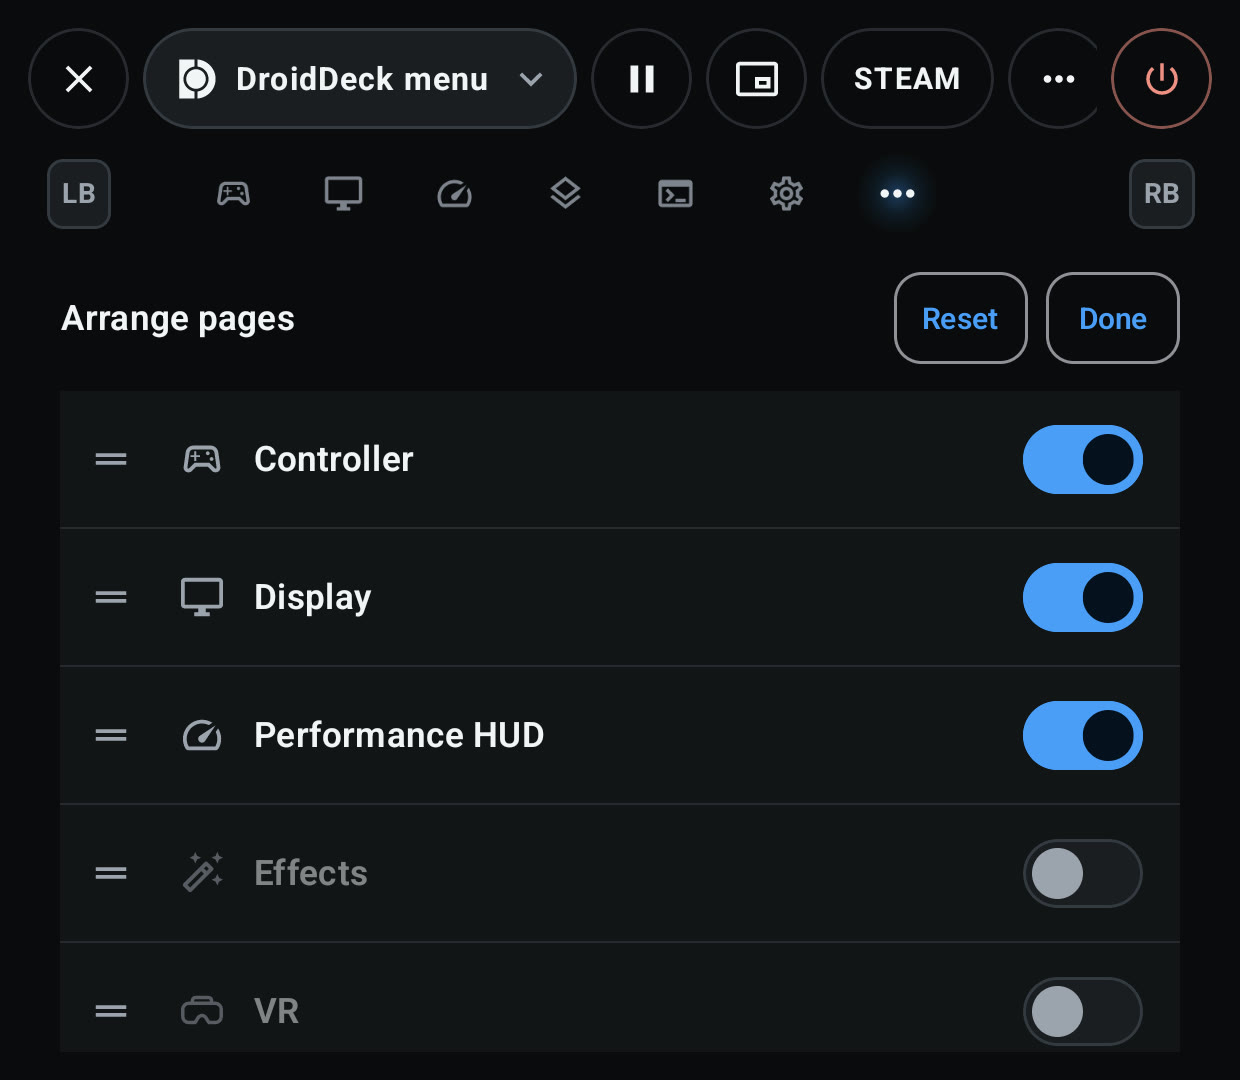 DroidDeck menu
STEAM
LB
RB
Arrange pages
Reset
Done
Controller
Display
Performance HUD
Effects
VR